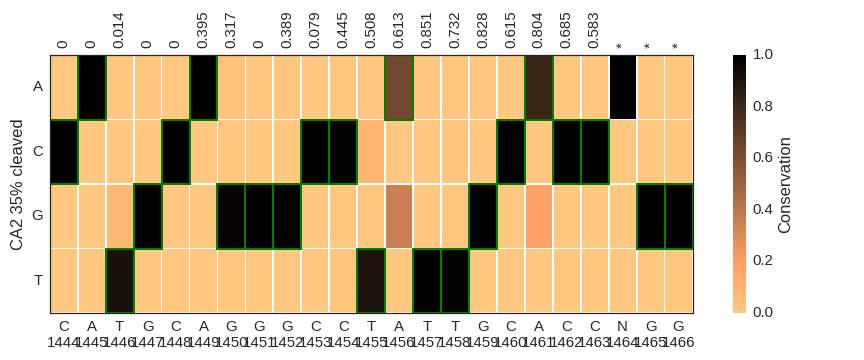 0 0 0.014 0 0 0.395 0.317 0 0.389 0.079 0.445 0.508 0.613 0.851 0.732 0.828 0.615 0.804 0.685 0.583 * * *
CA2 35% cleaved
A
C
G
T
C A T G C A G G G C C T A T T G C A C C N G G
1444 1445 1446 1447 1448 1449 1450 1451 1452 1453 1454 1455 1456 1457 1458 1459 1460 1461 1462 1463 1464 1465 1466
1.0
0.8
0.6
0.4
0.2
0.0
Conservation